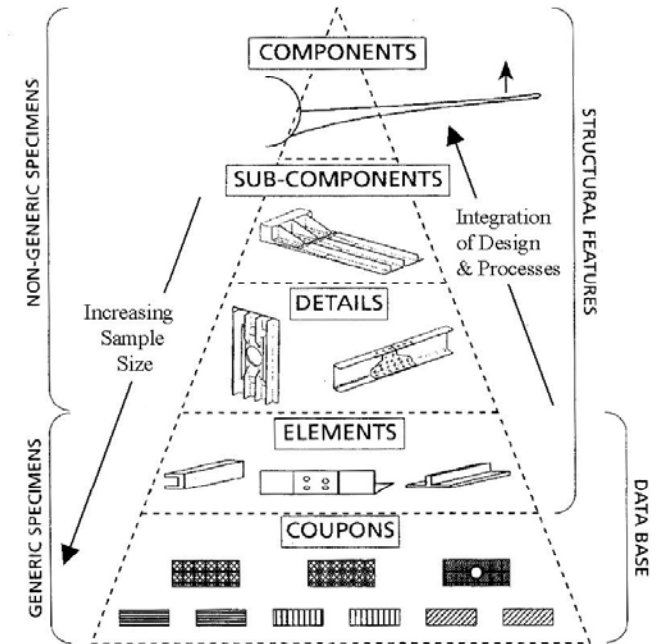 COMPONENTS
NON-GENERIC SPECIMENS
STRUCTURAL FEATURES
SUB-COMPONENTS
Integration
of Design
& Processes
DETAILS
Increasing
Sample
Size
ELEMENTS
GENERIC SPECIMENS
DATA BASE
COUPONS